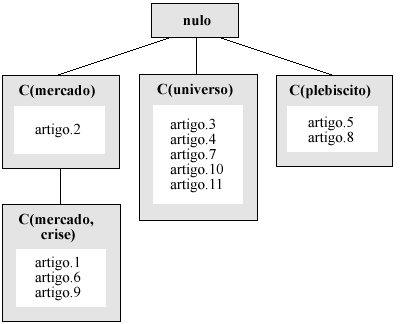 nulo
C(mercado)
artigo.2
C(universo)
artigo.3
artigo.4
artigo.7
artigo.10
artigo.11
C(plebiscito)
artigo.5
artigo.8
C(mercado,
crise)
artigo.1
artigo.6
artigo.9